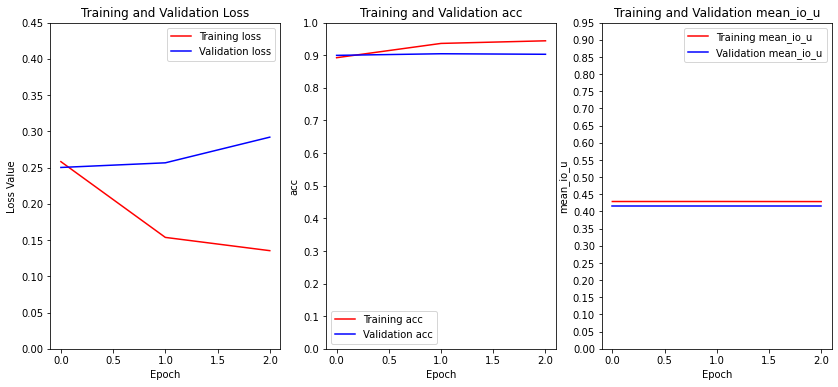 Training and Validation Loss
0.45
0.40
0.35
0.30
0.25
0.20
0.15
0.10
0.05
0.00
Loss Value
Training loss
Validation loss
0.0 0.5 1.0 1.5 2.0
Epoch
Training and Validation acc
1.0
0.9
0.8
0.7
0.6
0.5
0.4
0.3
0.2
0.1
0.0
acc
Training acc
Validation acc
0.0 0.5 1.0 1.5 2.0
Epoch
Training and Validation mean_io_u
0.95
0.90
0.85
0.80
0.75
0.70
0.65
0.60
0.55
0.50
0.45
0.40
0.35
0.30
0.25
0.20
0.15
0.10
0.05
0.00
mean_io_u
Training mean_io_u
Validation mean_io_u
0.0 0.5 1.0 1.5 2.0
Epoch